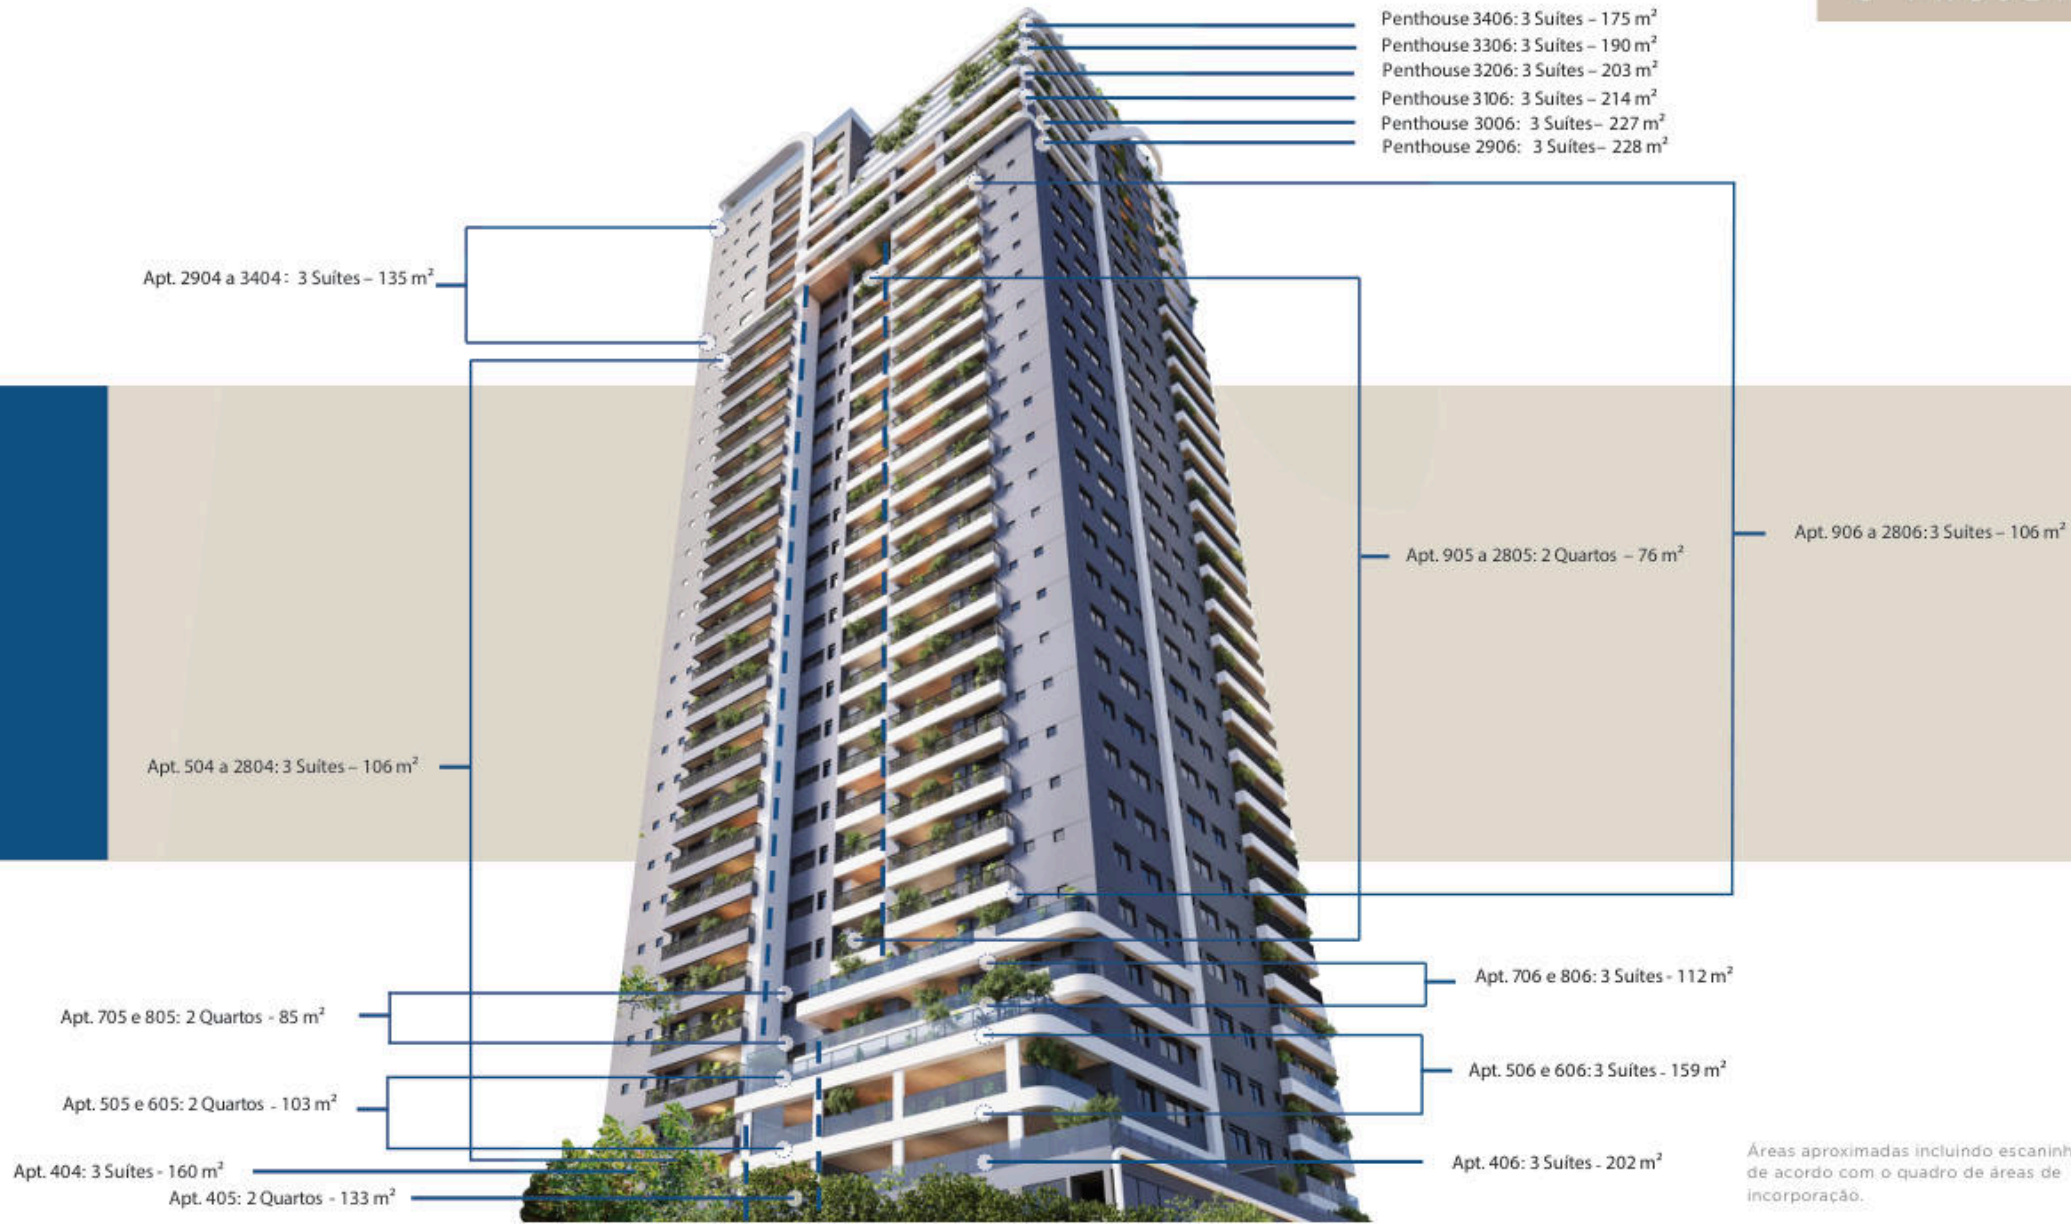 Penthouse 3406: 3 Suítes – 175 m²
Penthouse 3306: 3 Suítes – 190 m²
Penthouse 3206: 3 Suítes – 203 m²
Penthouse 3106: 3 Suítes – 214 m²
Penthouse 3006: 3 Suítes– 227 m²
Penthouse 2906: 3 Suítes– 228 m²
Apt. 2904 a 3404: 3 Suítes – 135 m²
Apt. 906 a 2806: 3 Suítes – 106 m²
Apt. 905 a 2805: 2 Quartos – 76 m²
Apt. 504 a 2804: 3 Suítes – 106 m²
Apt. 706 e 806: 3 Suítes - 112 m²
Apt. 705 e 805: 2 Quartos - 85 m²
Apt. 506 e 606: 3 Suítes - 159 m²
Apt. 505 e 605: 2 Quartos - 103 m²
Apt. 406: 3 Suítes - 202 m²
Apt. 404: 3 Suítes - 160 m²
Apt. 405: 2 Quartos - 133 m²
Áreas aproximadas incluindo escaninh
de acordo com o quadro de áreas de
incorporação.